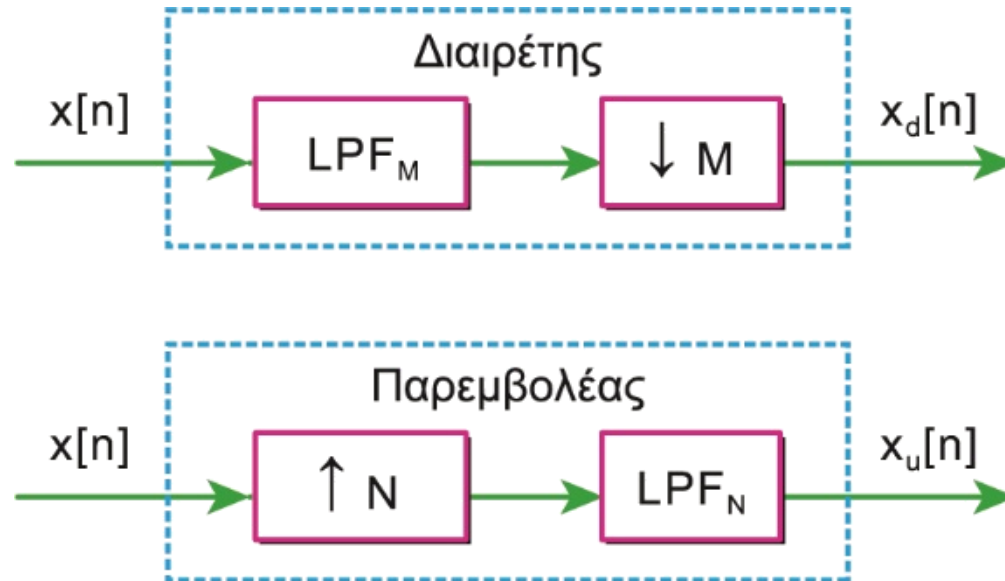 Διαιρέτης
x[n]
LPF_M
↓ M
x_d[n]
Παρεμβολέας
x[n]
↑ N
LPF_N
x_u[n]